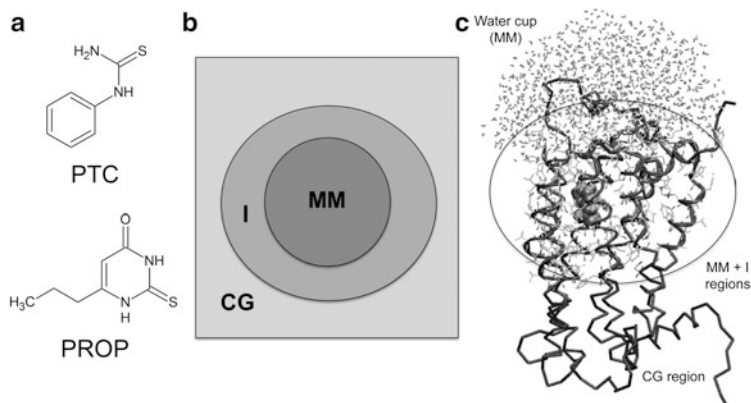 a
H₂N
S
NH
PTC
O
NH
H₃C
N
H
S
PROP
b
MM
I
CG
c
Water cup
(MM)
MM + I
regions
CG region